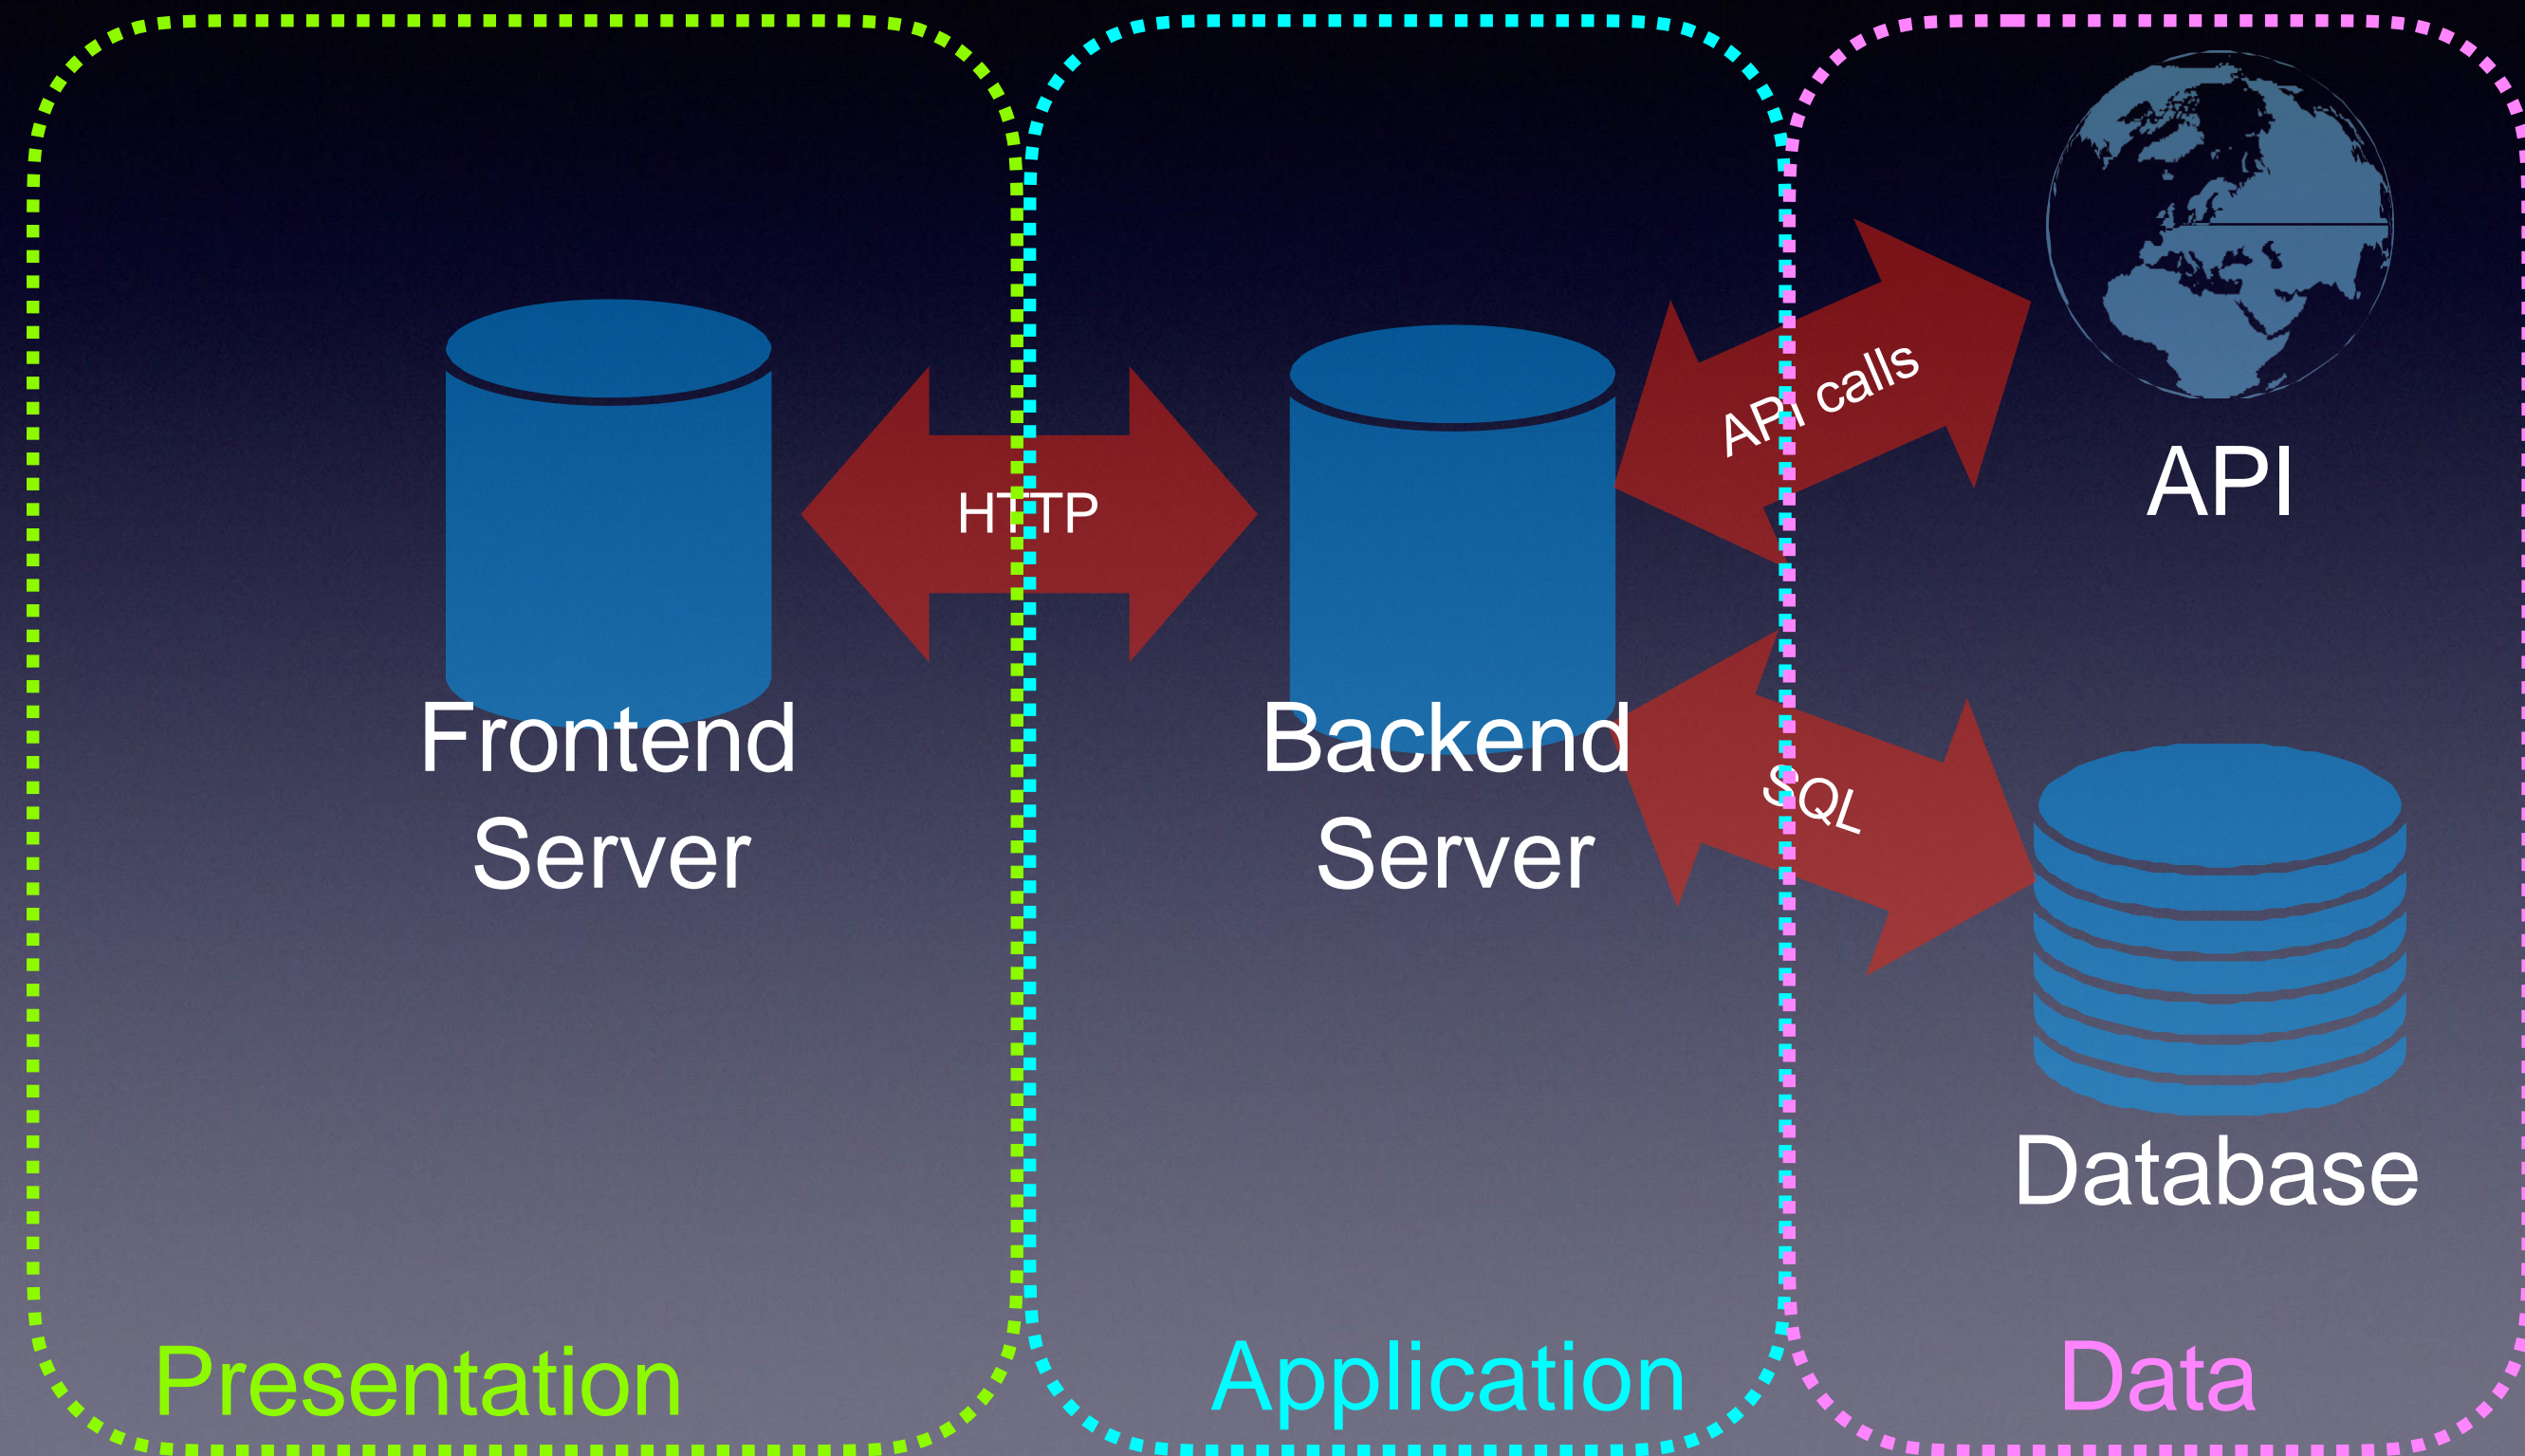 HTTP
API calls
API
Frontend
Server
Backend
Server
SQL
Database
Presentation
Application
Data